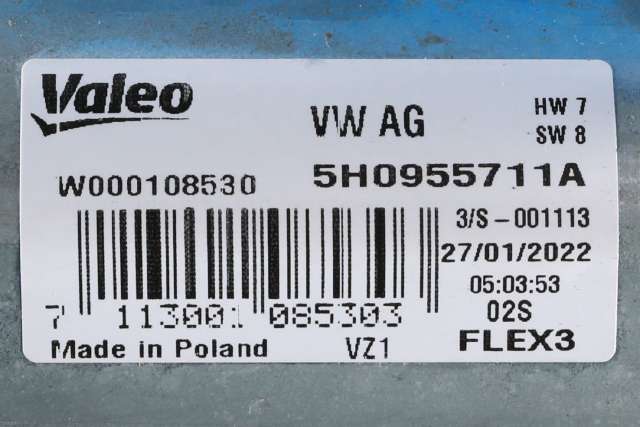 Valeo
VW AG
HW 7
SW 8
W000108530
5H0955711A
3/S-001113
27/01/2022
05:03:53
02S
7 113001 085303
Made in Poland
VZ1
FLEX3